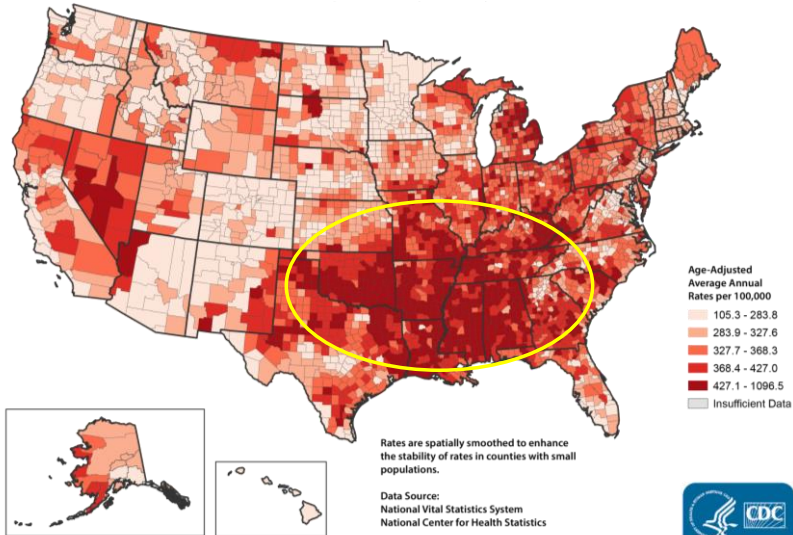 Age-Adjusted
Average Annual
Rates per 100,000
105.3 - 283.8
283.9 - 327.6
327.7 - 368.3
368.4 - 427.0
427.1 - 1096.5
Insufficient Data
Rates are spatially smoothed to enhance
the stability of rates in counties with small
populations.
Data Source:
National Vital Statistics System
National Center for Health Statistics
CDC